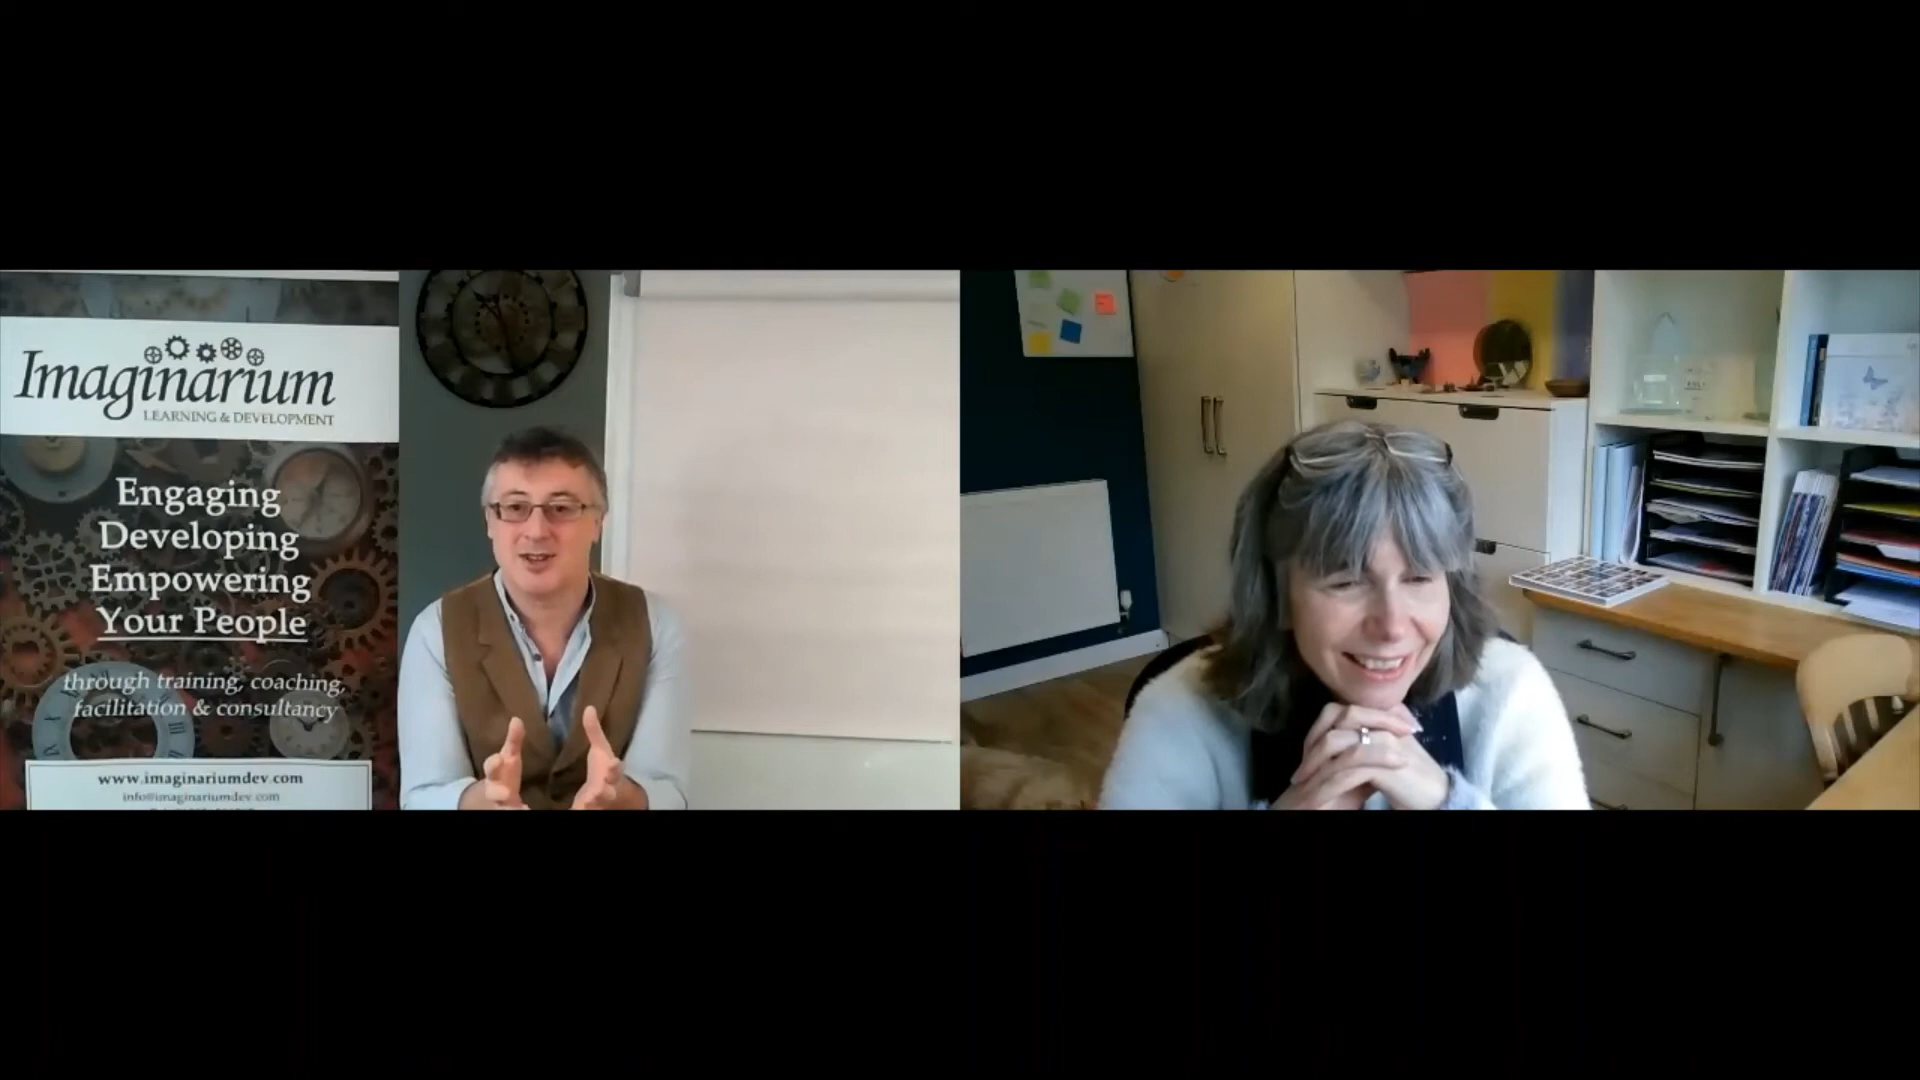 Imaginarium
LEARNING & DEVELOPMENT
Engaging
Developing
Empowering
Your People
through training, coaching,
facilitation & consultancy
www.imaginariumdev.com
info@imaginariumdev.com